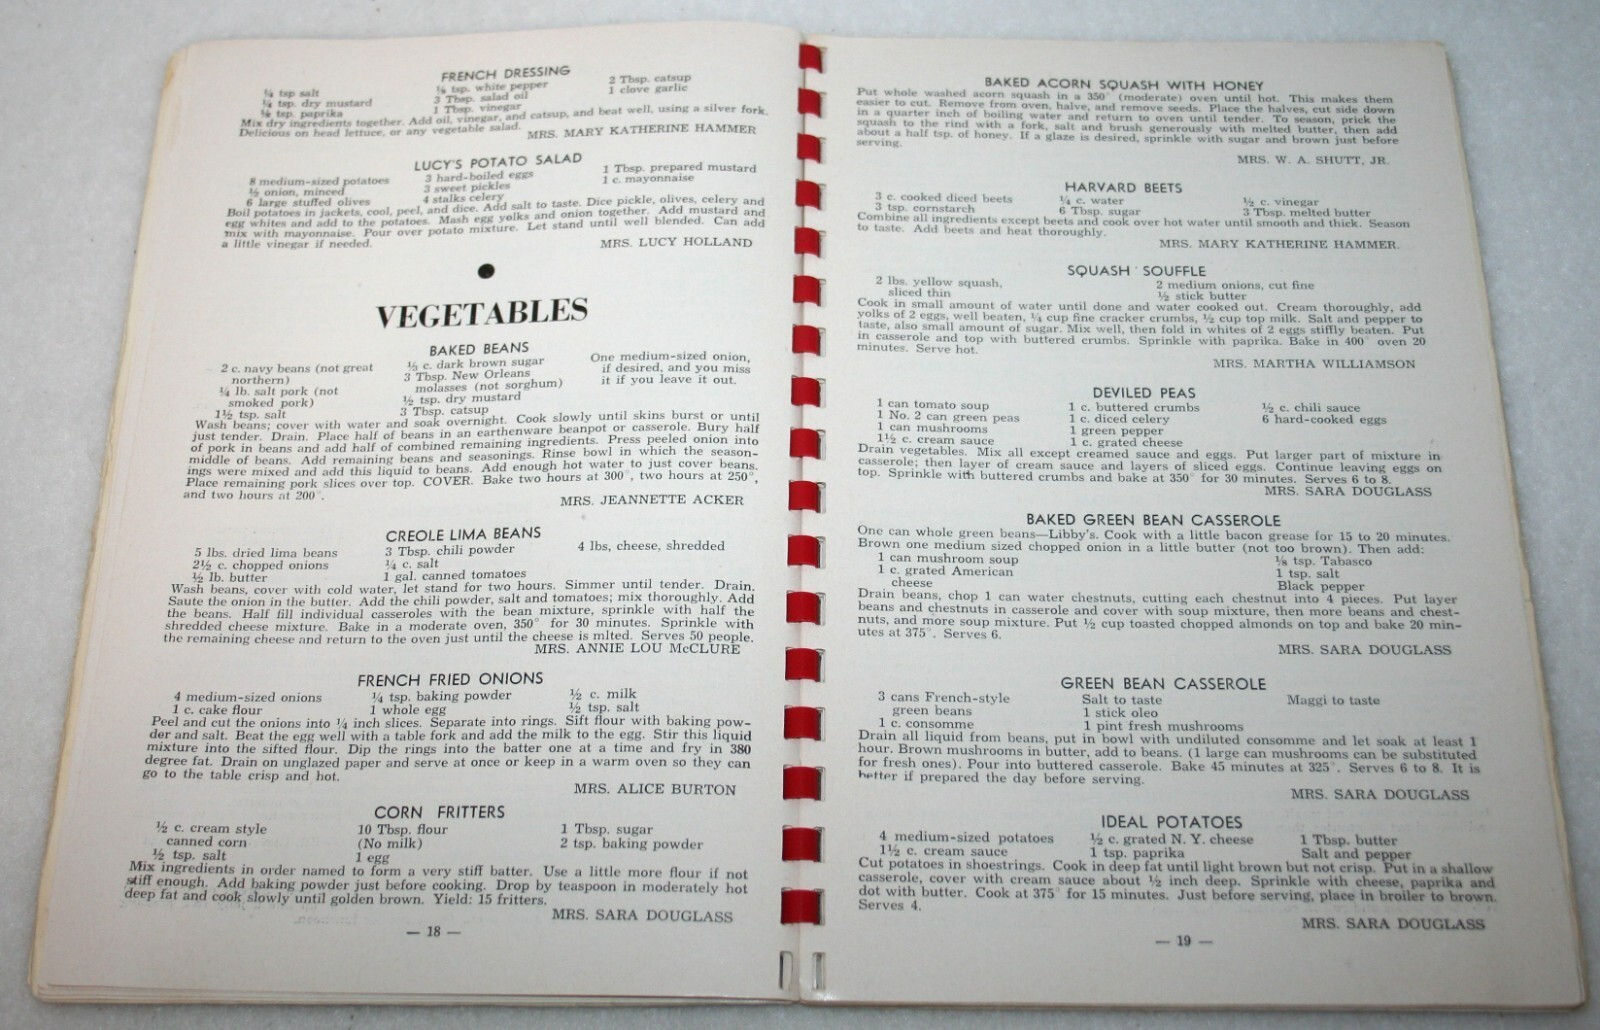 FRENCH DRESSING
¼ tsp salt
¼ tsp. dry mustard
⅛ tsp. paprika
⅛ tsp. white pepper
3 Tbsp. salad oil
1 Tbsp. vinegar
2 Tbsp. catsup
1 clove garlic
Mix dry ingredients together. Add oil, vinegar, and catsup, and beat well, using a silver fork.
Delicious on head lettuce, or any vegetable salad.
MRS. MARY KATHERINE HAMMER
LUCY'S POTATO SALAD
8 medium-sized potatoes
½ onion, minced
6 large stuffed olives
3 hard-boiled eggs
3 sweet pickles
4 stalks celery
1 Tbsp. prepared mustard
1 c. mayonnaise
Boil potatoes in jackets, cool, peel, and dice. Add salt to taste. Dice pickle, olives, celery and
egg whites and add to the potatoes. Mash egg yolks and onion together. Add mustard and
mix with mayonnaise. Pour over potato mixture. Let stand until well blended. Can add
a little vinegar if needed.
MRS. LUCY HOLLAND
VEGETABLES
BAKED BEANS
2 c. navy beans (not great
northern)
¼ lb. salt pork (not
smoked pork)
1½ tsp. salt
⅓ c. dark brown sugar
3 Tbsp. New Orleans
molasses (not sorghum)
½ tsp. dry mustard
3 Tbsp. catsup
One medium-sized onion,
if desired, and you miss
it if you leave it out.
Wash beans; cover with water and soak overnight. Cook slowly until skins burst or until
just tender. Drain. Place half of beans in an earthenware beanpot or casserole. Bury half
of pork in beans and add half of combined remaining ingredients. Press peeled onion into
middle of beans. Add remaining beans and seasonings. Rinse bowl in which the season-
ings were mixed and add this liquid to beans. Add enough hot water to just cover beans.
Place remaining pork slices over top. COVER. Bake two hours at 300°, two hours at 250°,
and two hours at 200°.
MRS. JEANNETTE ACKER
CREOLE LIMA BEANS
5 lbs. dried lima beans
2½ c. chopped onions
½ lb. butter
3 Tbsp. chili powder
¼ c. salt
1 gal. canned tomatoes
4 lbs, cheese, shredded
Wash beans, cover with cold water, let stand for two hours. Simmer until tender. Drain.
Saute the onion in the butter. Add the chili powder, salt and tomatoes; mix thoroughly. Add
the beans. Half fill individual casseroles with the bean mixture, sprinkle with half the
shredded cheese mixture. Bake in a moderate oven, 350° for 30 minutes. Sprinkle with
the remaining cheese and return to the oven just until the cheese is mlted. Serves 50 people.
MRS. ANNIE LOU McCLURE
FRENCH FRIED ONIONS
4 medium-sized onions
1 c. cake flour
¼ tsp. baking powder
1 whole egg
½ c. milk
½ tsp. salt
Peel and cut the onions into ¼ inch slices. Separate into rings. Sift flour with baking pow-
der and salt. Beat the egg well with a table fork and add the milk to the egg. Stir this liquid
mixture into the sifted flour. Dip the rings into the batter one at a time and fry in 380
degree fat. Drain on unglazed paper and serve at once or keep in a warm oven so they can
go to the table crisp and hot.
MRS. ALICE BURTON
CORN FRITTERS
½ c. cream style
canned corn
½ tsp. salt
10 Tbsp. flour
(No milk)
1 egg
1 Tbsp. sugar
2 tsp. baking powder
Mix ingredients in order named to form a very stiff batter. Use a little more flour if not
stiff enough. Add baking powder just before cooking. Drop by teaspoon in moderately hot
deep fat and cook slowly until golden brown. Yield: 15 fritters.
MRS. SARA DOUGLASS
— 18 —
BAKED ACORN SQUASH WITH HONEY
Put whole washed acorn squash in a 350° (moderate) oven until hot. This makes them
easier to cut. Remove from oven, halve, and remove seeds. Place the halves, cut side down
in a quarter inch of boiling water and return to oven until tender. To season, prick the
squash to the rind with a fork, salt and brush generously with melted butter, then add
about a half tsp. of honey. If a glaze is desired, sprinkle with sugar and brown just before
serving.
MRS. W. A. SHUTT, JR.
HARVARD BEETS
3 c. cooked diced beets
3 tsp. cornstarch
¼ c. water
6 Tbsp. sugar
½ c. vinegar
3 Tbsp. melted butter
Combine all ingredients except beets and cook over hot water until smooth and thick. Season
to taste. Add beets and heat thoroughly.
MRS. MARY KATHERINE HAMMER.
SQUASH SOUFFLE
2 lbs. yellow squash,
sliced thin
2 medium onions, cut fine
½ stick butter
Cook in small amount of water until done and water cooked out. Cream thoroughly, add
yolks of 2 eggs, well beaten, ¼ cup fine cracker crumbs, ½ cup top milk. Salt and pepper to
taste, also small amount of sugar. Mix well, then fold in whites of 2 eggs stiffly beaten. Put
in casserole and top with buttered crumbs. Sprinkle with paprika. Bake in 400° oven 20
minutes. Serve hot.
MRS. MARTHA WILLIAMSON
DEVILED PEAS
1 can tomato soup
1 No. 2 can green peas
1 can mushrooms
1½ c. cream sauce
1 c. buttered crumbs
1 c. diced celery
1 green pepper
1 c. grated cheese
½ c. chili sauce
6 hard-cooked eggs
Drain vegetables. Mix all except creamed sauce and eggs. Put larger part of mixture in
casserole; then layer of cream sauce and layers of sliced eggs. Continue leaving eggs on
top. Sprinkle with buttered crumbs and bake at 350° for 30 minutes. Serves 6 to 8.
MRS. SARA DOUGLASS
BAKED GREEN BEAN CASSEROLE
One can whole green beans—Libby's. Cook with a little bacon grease for 15 to 20 minutes.
Brown one medium sized chopped onion in a little butter (not too brown). Then add:
1 can mushroom soup
1 c. grated American
cheese
⅛ tsp. Tabasco
1 tsp. salt
Black pepper
Drain beans, chop 1 can water chestnuts, cutting each chestnut into 4 pieces. Put layer
beans and chestnuts in casserole and cover with soup mixture, then more beans and chest-
nuts, and more soup mixture. Put ½ cup toasted chopped almonds on top and bake 20 min-
utes at 375°. Serves 6.
MRS. SARA DOUGLASS
GREEN BEAN CASSEROLE
3 cans French-style
green beans
1 c. consomme
Salt to taste
1 stick oleo
1 pint fresh mushrooms
Maggi to taste
Drain all liquid from beans, put in bowl with undiluted consomme and let soak at least 1
hour. Brown mushrooms in butter, add to beans. (1 large can mushrooms can be substituted
for fresh ones). Pour into buttered casserole. Bake 45 minutes at 325°. Serves 6 to 8. It is
better if prepared the day before serving.
MRS. SARA DOUGLASS
IDEAL POTATOES
4 medium-sized potatoes
1½ c. cream sauce
½ c. grated N. Y. cheese
1 tsp. paprika
1 Tbsp. butter
Salt and pepper
Cut potatoes in shoestrings. Cook in deep fat until light brown but not crisp. Put in a shallow
casserole, cover with cream sauce about ½ inch deep. Sprinkle with cheese, paprika and
dot with butter. Cook at 375° for 15 minutes. Just before serving, place in broiler to brown.
Serves 4.
MRS. SARA DOUGLASS
— 19 —